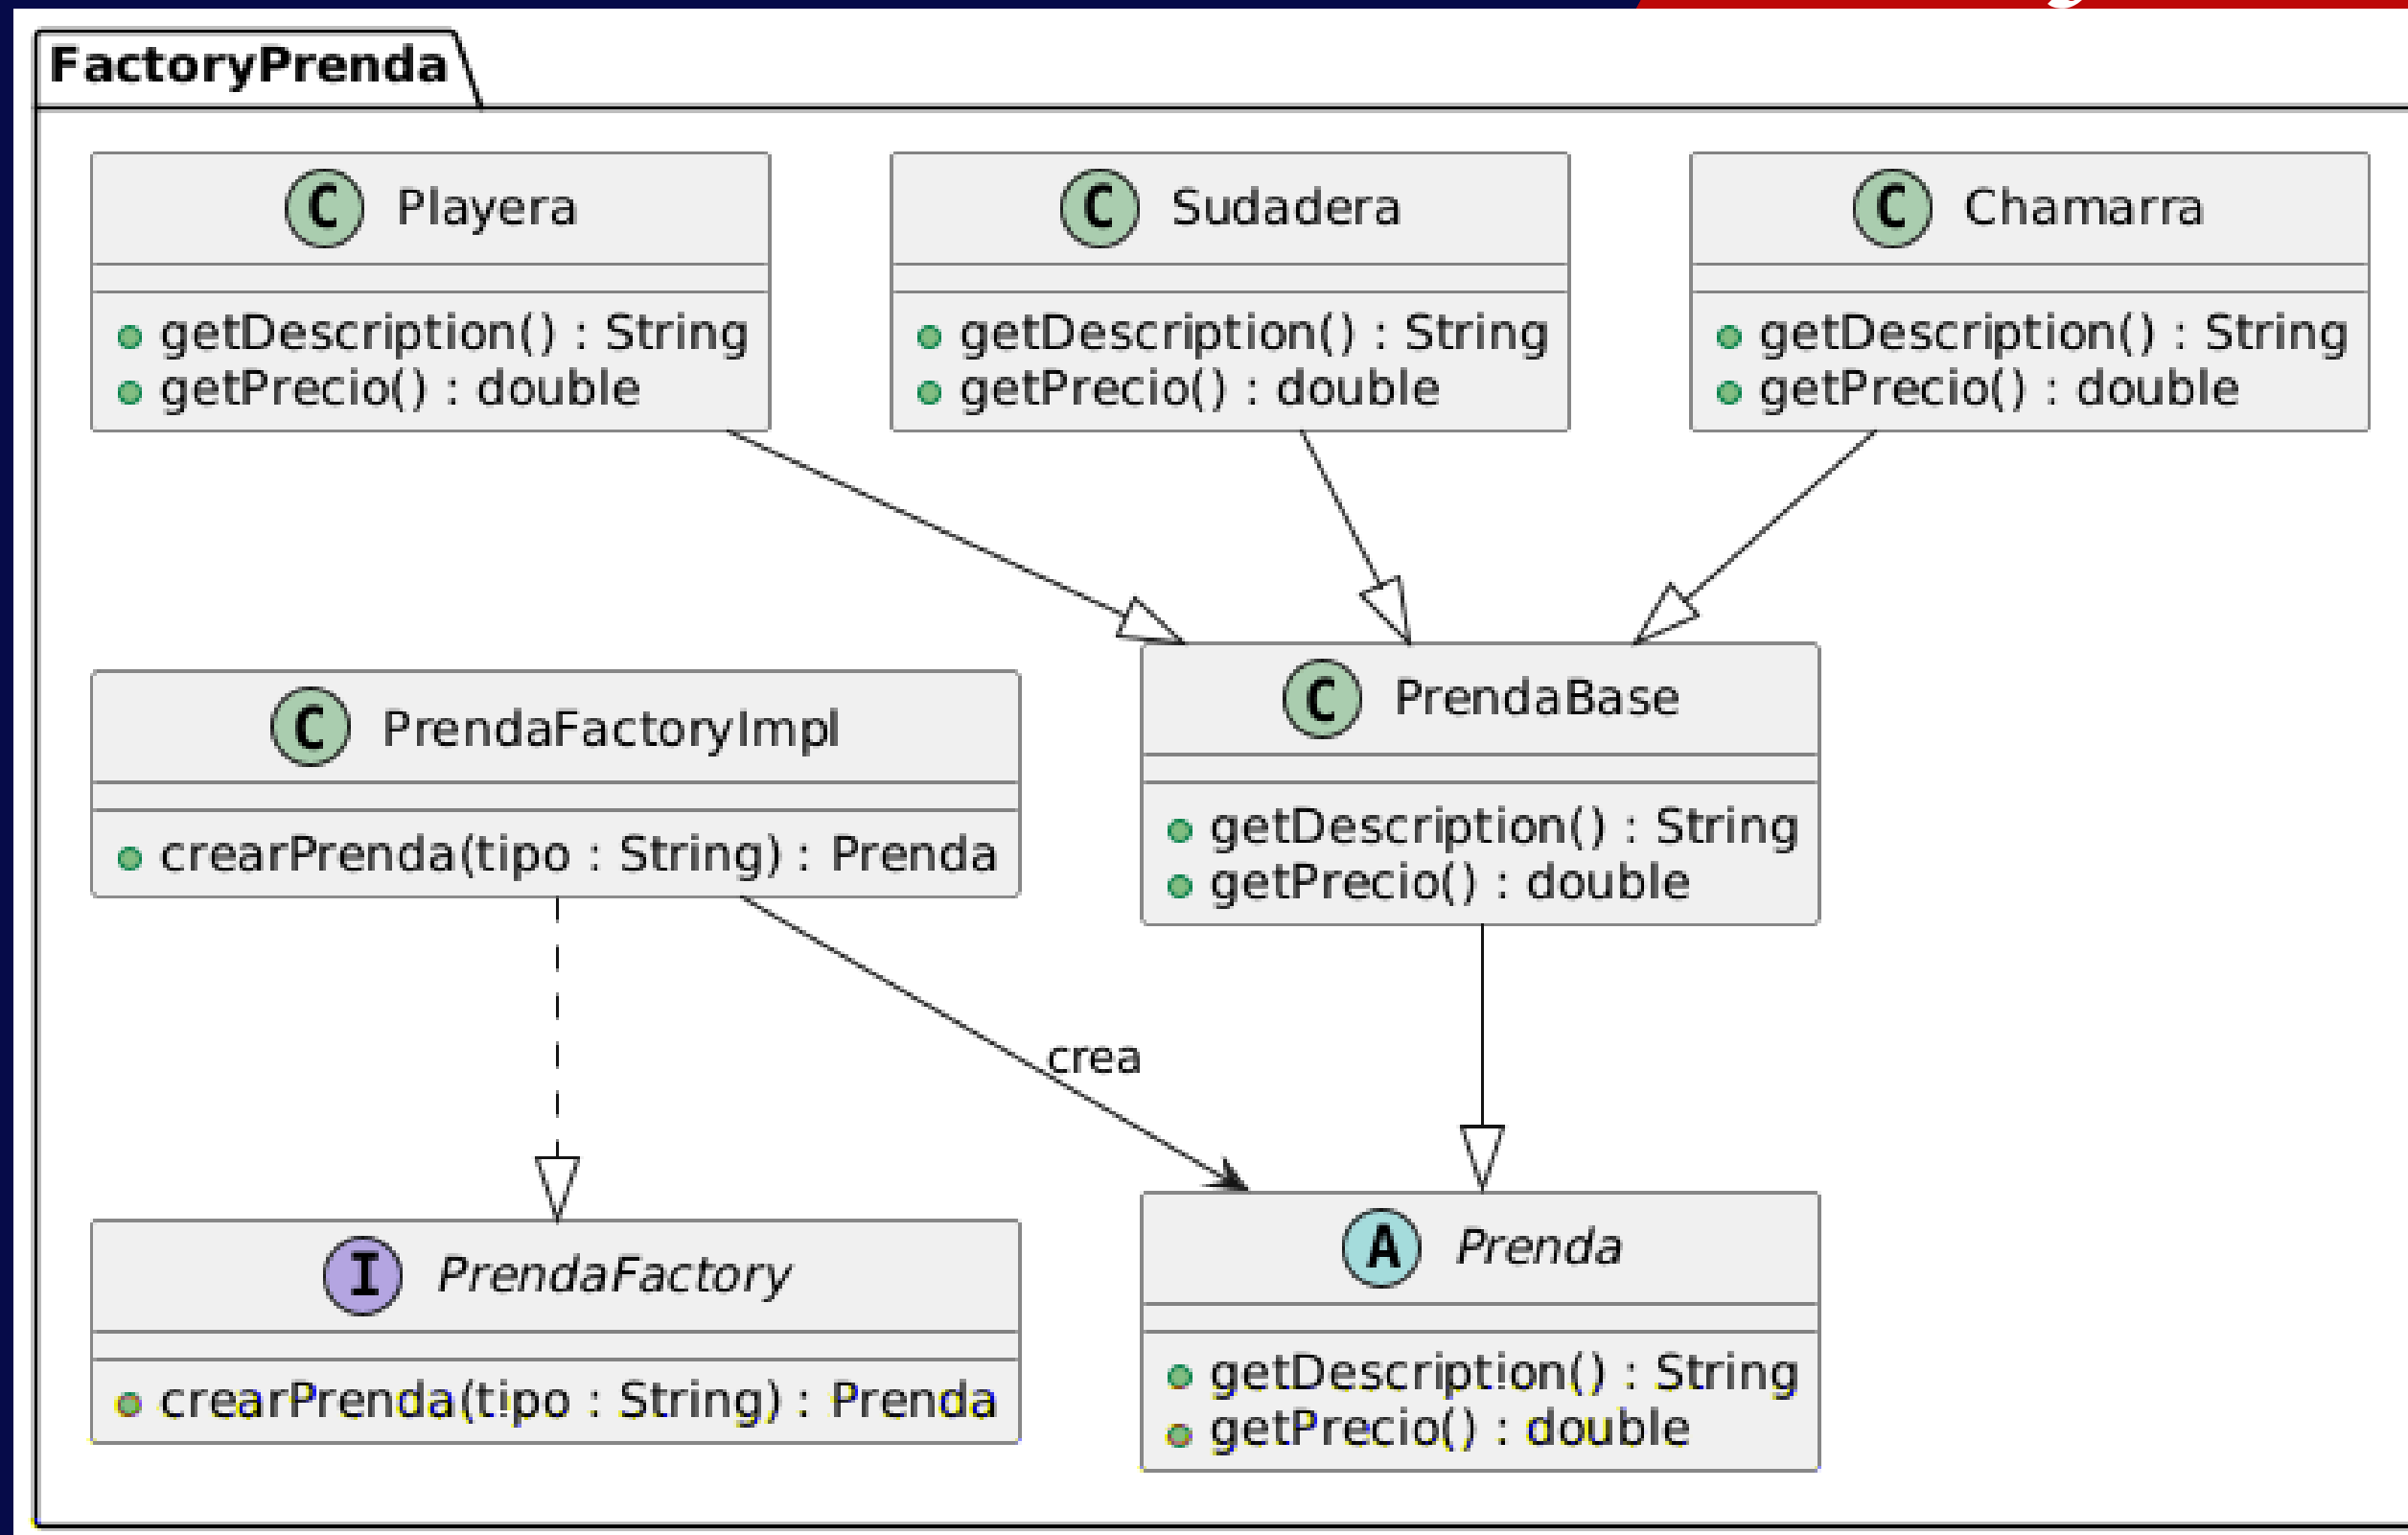 FactoryPrenda
C Playera
getDescription() : String
getPrecio() : double
C Sudadera
getDescription() : String
getPrecio() : double
C Chamarra
getDescription() : String
getPrecio() : double
C PrendaFactoryImpl
crearPrenda(tipo : String) : Prenda
C PrendaBase
getDescription() : String
getPrecio() : double
crea
I PrendaFactory
crearPrenda(tipo : String) : Prenda
A Prenda
getDescription() : String
getPrecio() : double